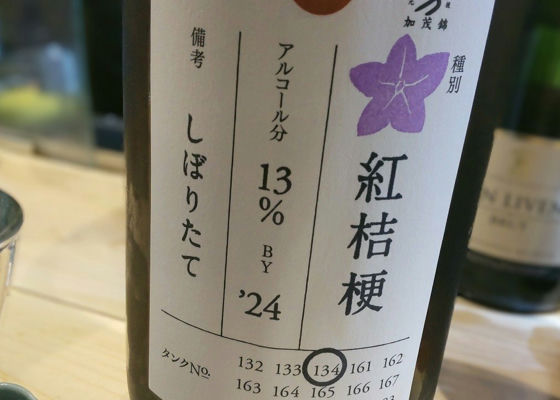 加茂錦
種別
紅桔梗
アルコール分
13%
BY
'24
備考
しぼりたて
タンクNo.
132 133 134 161 162
163 164 165 166 167